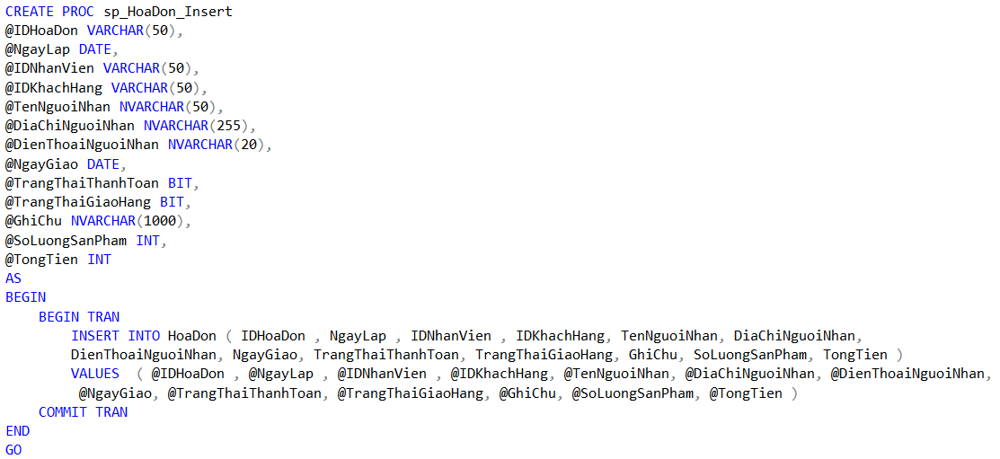 CREATE PROC sp_HoaDon_Insert
@IDHoaDon VARCHAR(50),
@NgayLap DATE,
@IDNhanVien VARCHAR(50),
@IDKhachHang VARCHAR(50),
@TenNguoiNhan NVARCHAR(50),
@DiaChiNguoiNhan NVARCHAR(255),
@DienThoaiNguoiNhan NVARCHAR(20),
@NgayGiao DATE,
@TrangThaiThanhToan BIT,
@TrangThaiGiaoHang BIT,
@GhiChu NVARCHAR(1000),
@SoLuongSanPham INT,
@TongTien INT
AS
BEGIN
    BEGIN TRAN
        INSERT INTO HoaDon ( IDHoaDon , NgayLap , IDNhanVien , IDKhachHang, TenNguoiNhan, DiaChiNguoiNhan,
        DienThoaiNguoiNhan, NgayGiao, TrangThaiThanhToan, TrangThaiGiaoHang, GhiChu, SoLuongSanPham, TongTien )
        VALUES  ( @IDHoaDon , @NgayLap , @IDNhanVien , @IDKhachHang, @TenNguoiNhan, @DiaChiNguoiNhan, @DienThoaiNguoiNhan,
         @NgayGiao, @TrangThaiThanhToan, @TrangThaiGiaoHang, @GhiChu, @SoLuongSanPham, @TongTien )
    COMMIT TRAN
END
GO